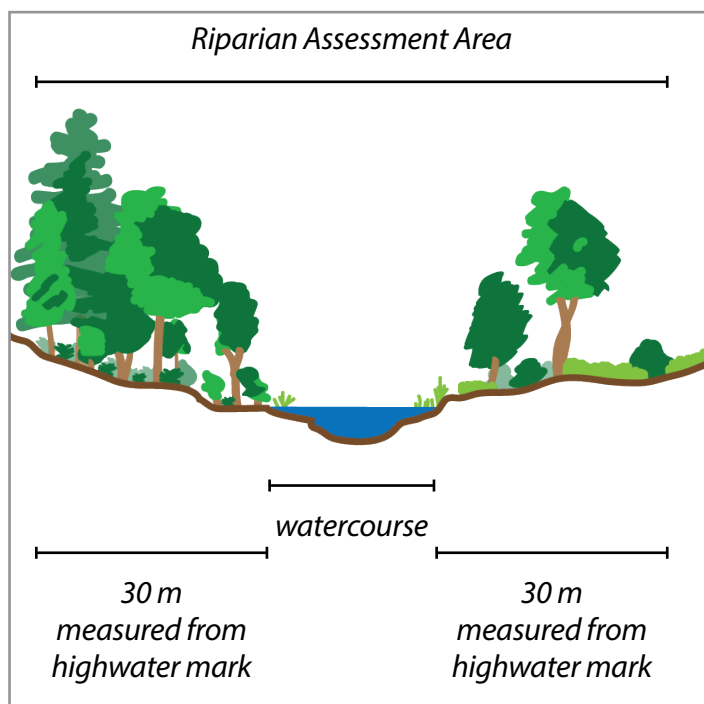 Riparian Assessment Area
watercourse
30 m
measured from
highwater mark
30 m
measured from
highwater mark